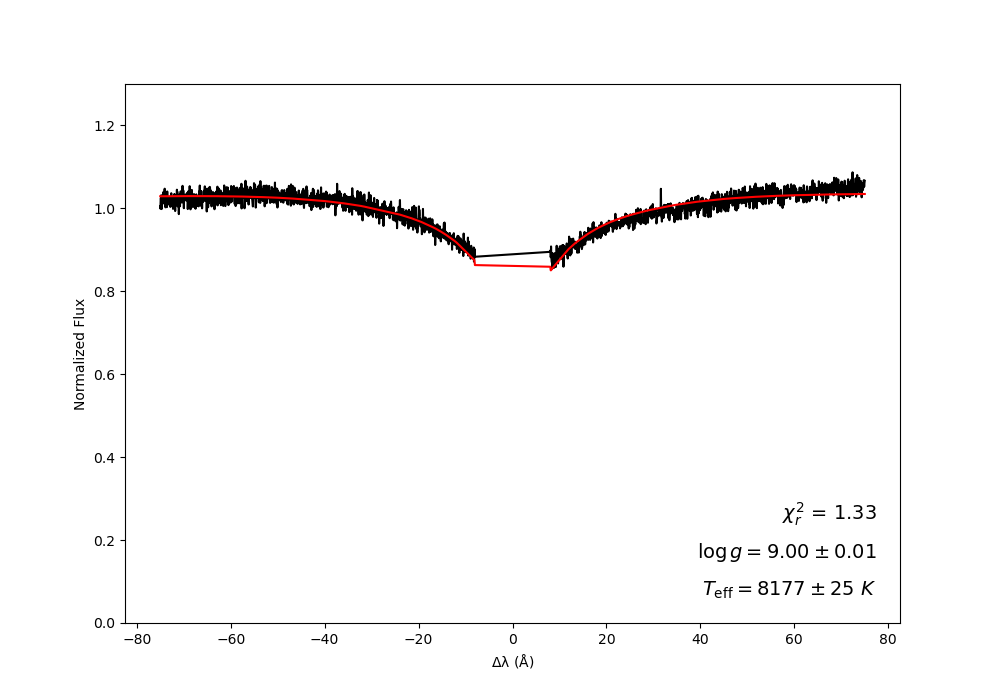 Normalized Flux
1.2
1.0
0.8
0.6
0.4
0.2
0.0
χ²ᵣ = 1.33
log g = 9.00 ± 0.01
T_eff = 8177 ± 25 K
−80 −60 −40 −20 0 20 40 60 80
Δλ (Å)